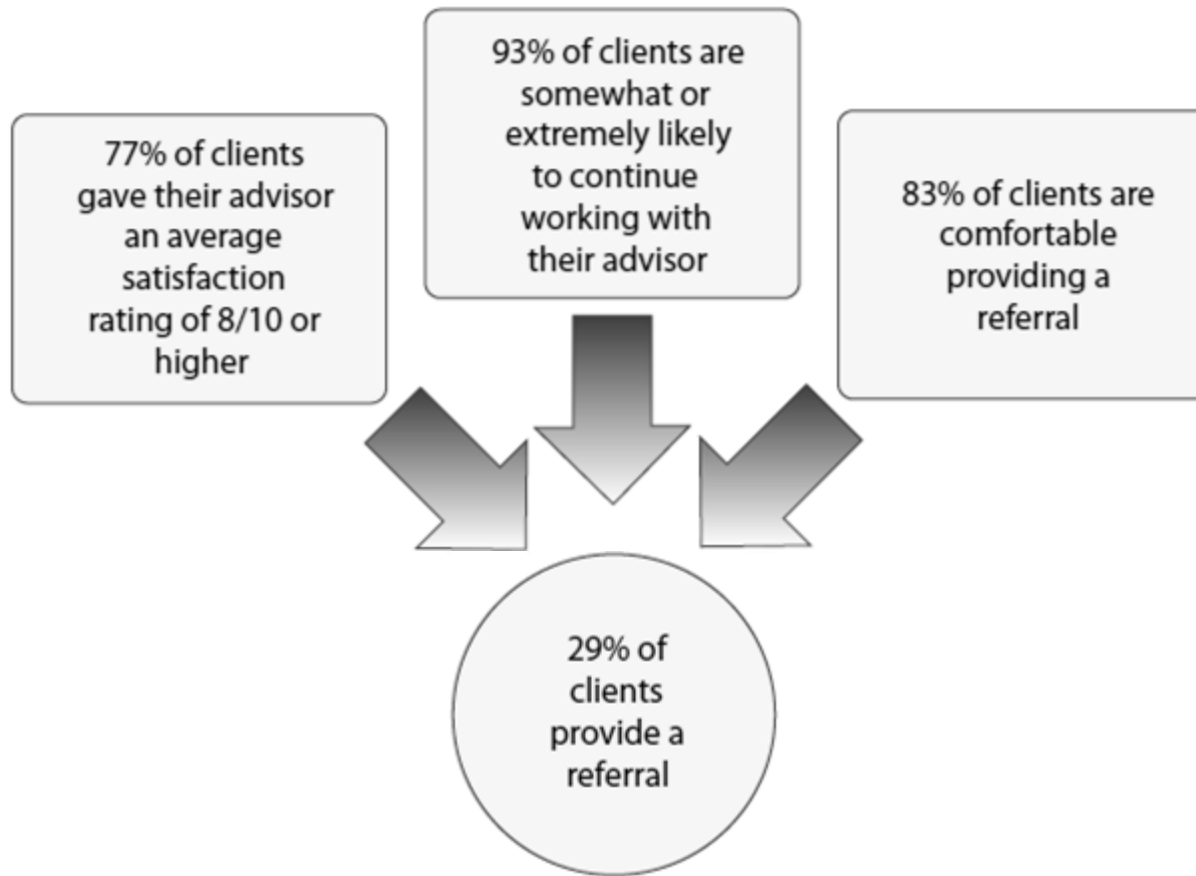 77% of clients
gave their advisor
an average
satisfaction
rating of 8/10 or
higher
93% of clients are
somewhat or
extremely likely
to continue
working with
their advisor
83% of clients are
comfortable
providing a
referral
29% of
clients
provide a
referral